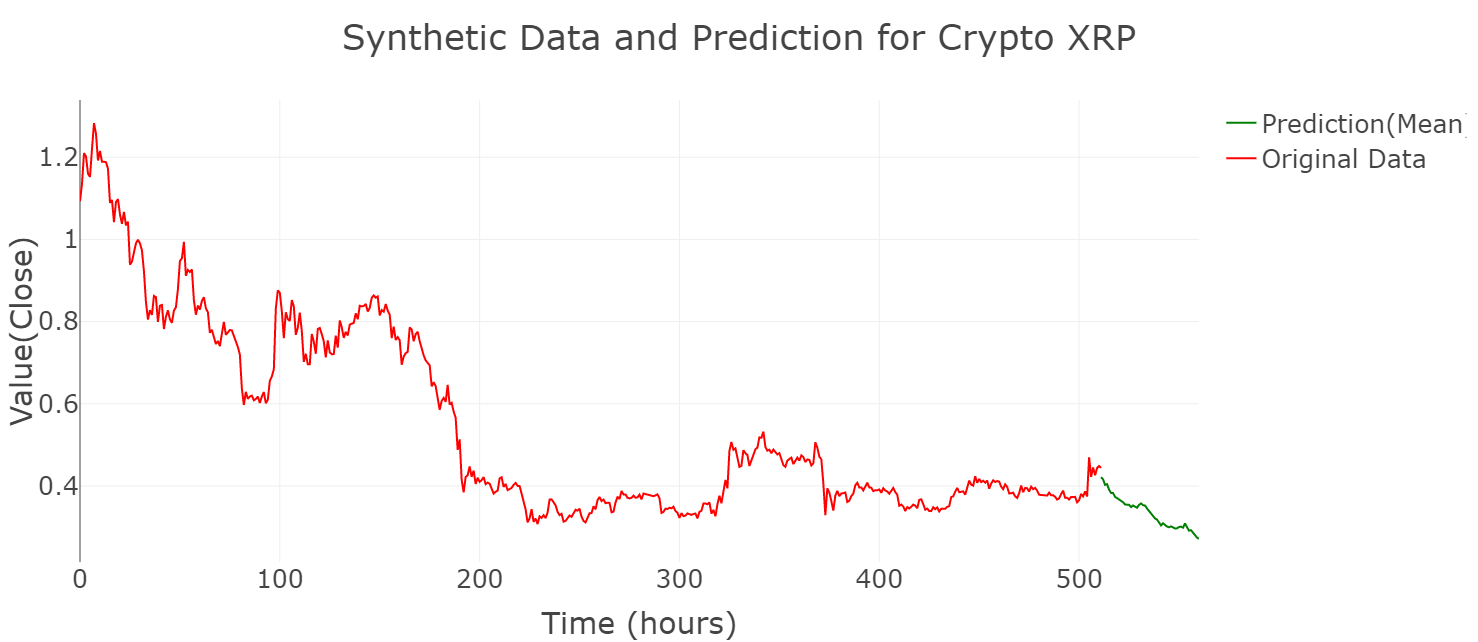 Synthetic Data and Prediction for Crypto XRP
Prediction(Mean)
Original Data
Value(Close)
1.2
1
0.8
0.6
0.4
0
100
200
300
400
500
Time (hours)